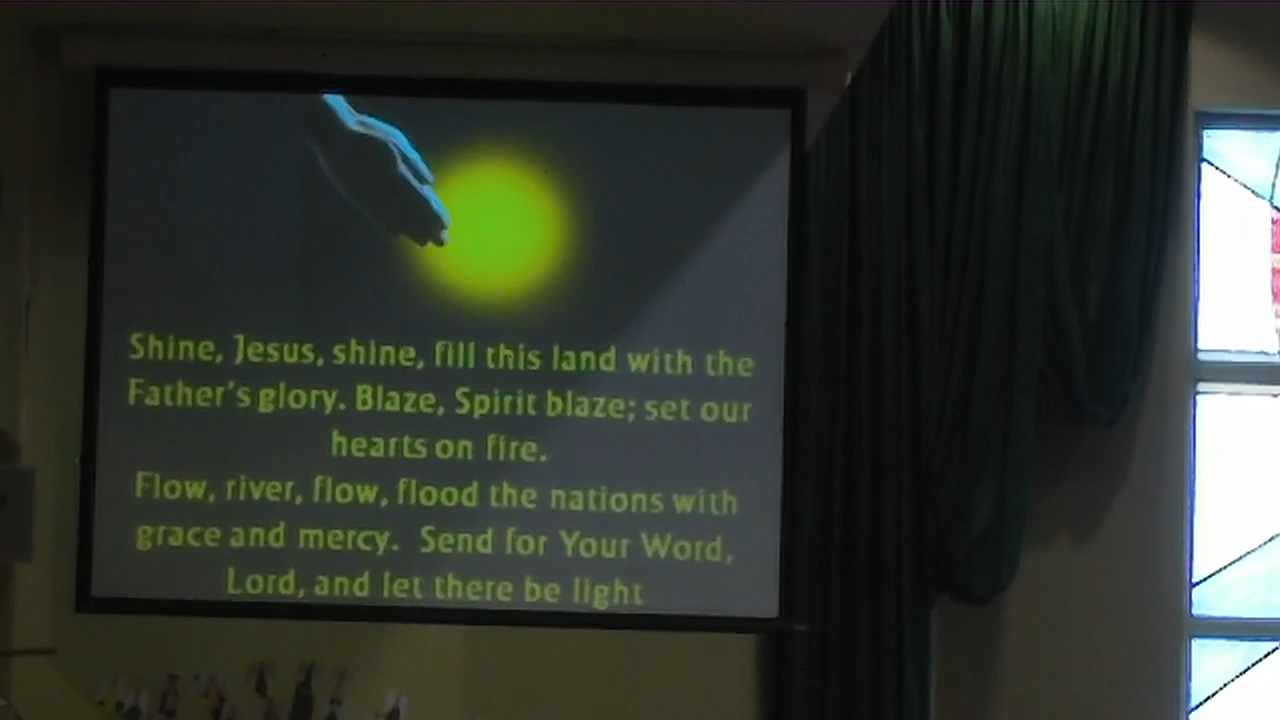 Shine, Jesus, shine, fill this land with the
Father's glory. Blaze, Spirit blaze; set our
hearts on fire.
Flow, river, flow, flood the nations with
grace and mercy.  Send for Your Word,
Lord, and let there be light